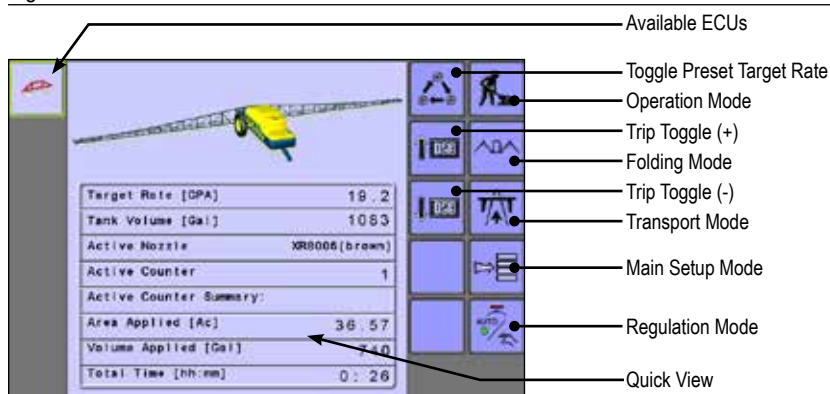 Available ECUs
Toggle Preset Target Rate
Operation Mode
Trip Toggle (+)
Folding Mode
Trip Toggle (-)
Transport Mode
Main Setup Mode
Regulation Mode
Quick View
Target Rate [GPA] 19.2
Tank Volume [Gal] 1083
Active Nozzle XR8006(brown)
Active Counter 1
Active Counter Summary:
Area Applied [Ac] 36.57
Volume Applied [Gal] 740
Total Time [hh:mm] 0:26
AUTO